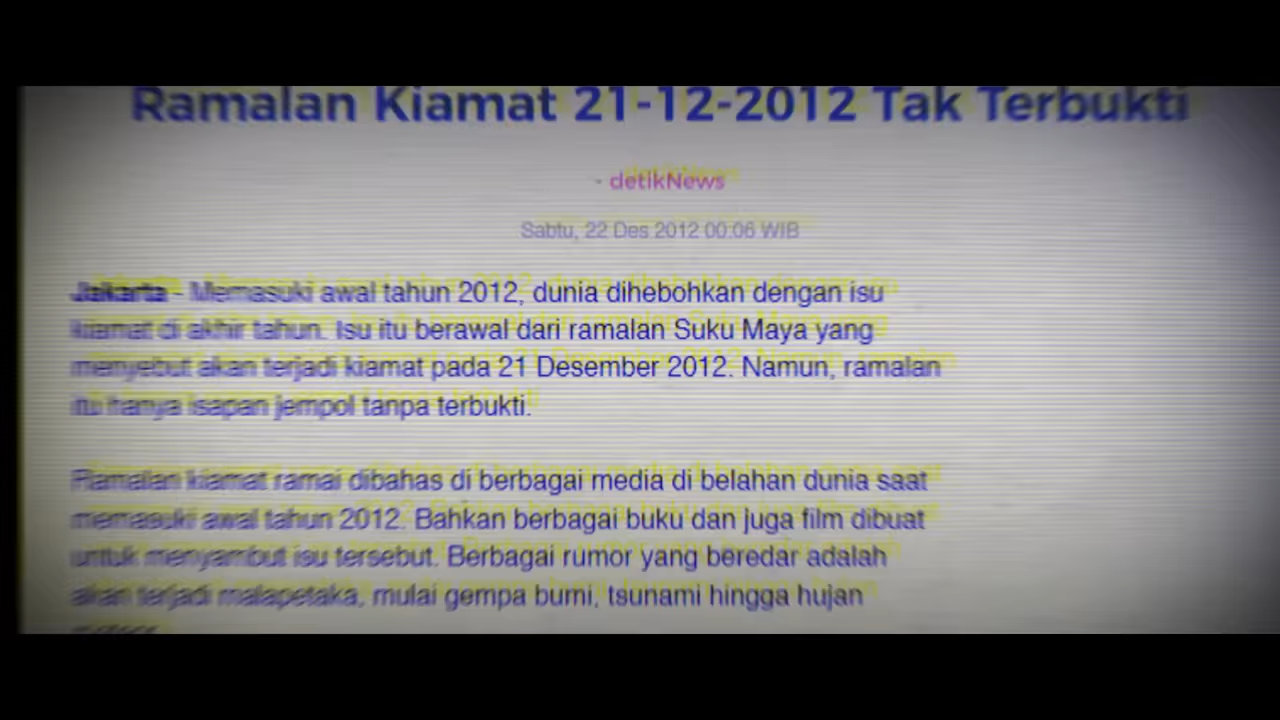 Ramalan Kiamat 21-12-2012 Tak Terbukti
- detikNews
Sabtu, 22 Des 2012 00:06 WIB
Jakarta - Memasuki awal tahun 2012, dunia dihebohkan dengan isu
kiamat di akhir tahun. Isu itu berawal dari ramalan Suku Maya yang
menyebut akan terjadi kiamat pada 21 Desember 2012. Namun, ramalan
itu hanya isapan jempol tanpa terbukti.
Ramalan kiamat ramai dibahas di berbagai media di belahan dunia saat
memasuki awal tahun 2012. Bahkan berbagai buku dan juga film dibuat
untuk menyambut isu tersebut. Berbagai rumor yang beredar adalah
akan terjadi malapetaka, mulai gempa bumi, tsunami hingga hujan